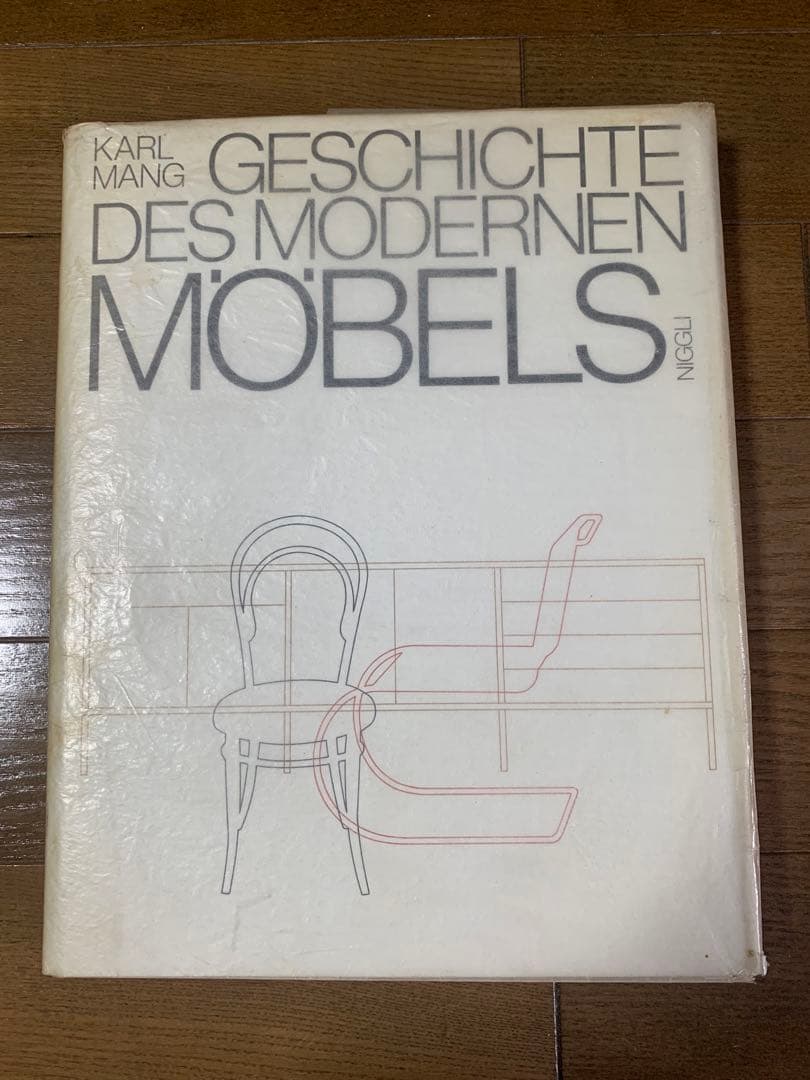 KARL
MANG
GESCHICHTE
DES MODERNEN
MÖBELS
NIGGLI